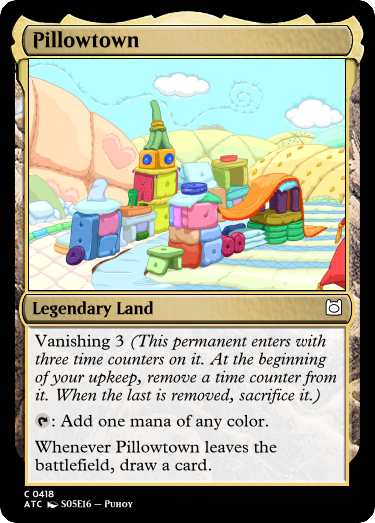 Pillowtown
Legendary Land
Vanishing 3 (This permanent enters with
three time counters on it. At the beginning
of your upkeep, remove a time counter from
it. When the last is removed, sacrifice it.)
: Add one mana of any color.
Whenever Pillowtown leaves the
battlefield, draw a card.
C 0418
ATC S05E16 – Puhoy